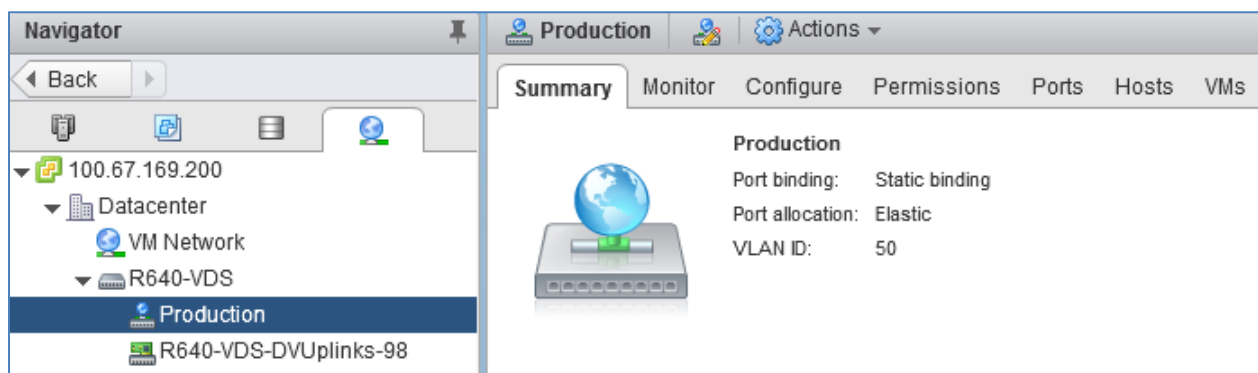 Navigator
Back
100.67.169.200
Datacenter
VM Network
R640-VDS
Production
R640-VDS-DVUplinks-98
Production Actions
Summary Monitor Configure Permissions Ports Hosts VMs
Production
Port binding: Static binding
Port allocation: Elastic
VLAN ID: 50